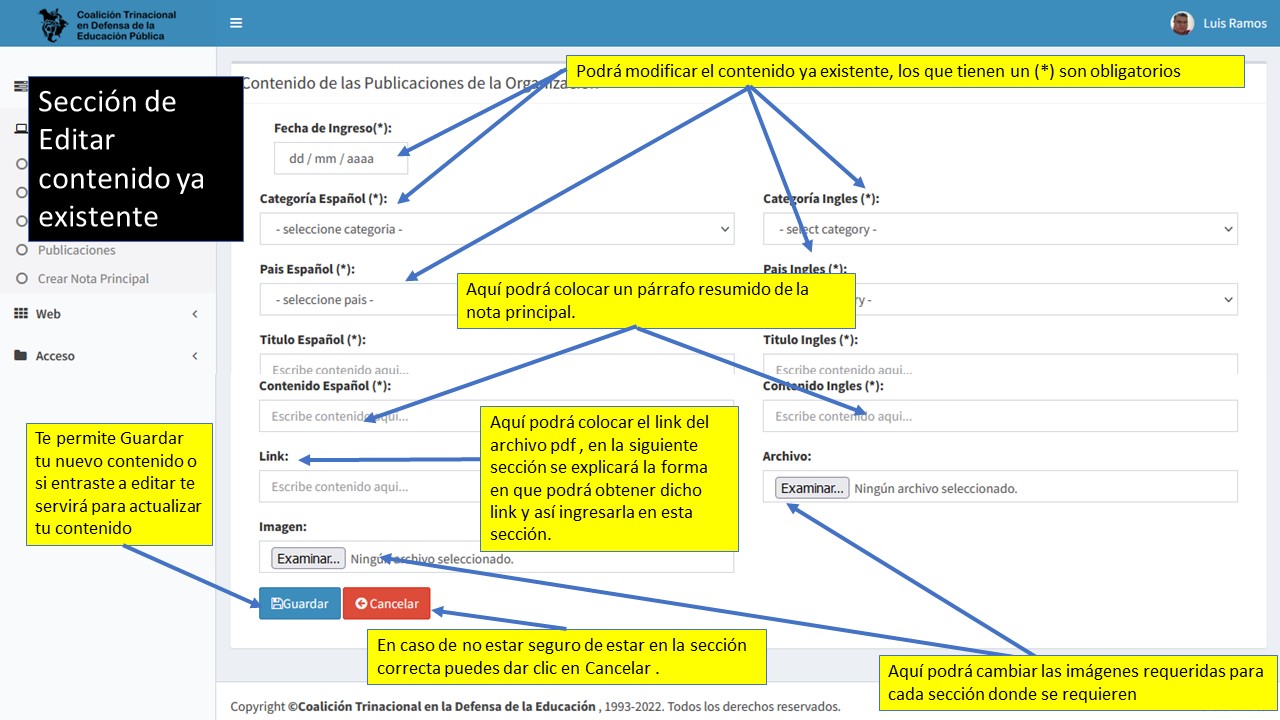 Coalición Trinacional
en Defensa de la
Educación Pública
Luis Ramos
Podrá modificar el contenido ya existente, los que tienen un (*) son obligatorios
Contenido de las Publicaciones de la Organización
Sección de
Editar
contenido ya
existente
Publicaciones
Crear Nota Principal
Web
Acceso
Fecha de Ingreso(*):
dd / mm / aaaa
Categoría Español (*):
Categoría Ingles (*):
- seleccione categoria -
- select category -
Pais Español (*):
Pais Ingles (*):
- seleccione pais -
y -
Aquí podrá colocar un párrafo resumido de la
nota principal.
Titulo Español (*):
Titulo Ingles (*):
Escribe contenido aqui...
Escribe contenido aqui...
Contenido Español (*):
Contenido Ingles (*):
Escribe contenido aqui...
Escribe contenido aqui...
Aquí podrá colocar el link del
archivo pdf , en la siguiente
sección se explicará la forma
en que podrá obtener dicho
link y así ingresarla en esta
sección.
Te permite Guardar
tu nuevo contenido o
si entraste a editar te
servirá para actualizar
tu contenido
Link:
Archivo:
Escribe contenido aqui...
Examinar... Ningún archivo seleccionado.
Imagen:
Examinar... Ningún archivo seleccionado.
Guardar
Cancelar
En caso de no estar seguro de estar en la sección
correcta puedes dar clic en Cancelar .
Aquí podrá cambiar las imágenes requeridas para
cada sección donde se requieren
Copyright ©Coalición Trinacional en la Defensa de la Educación , 1993-2022. Todos los derechos reservados.